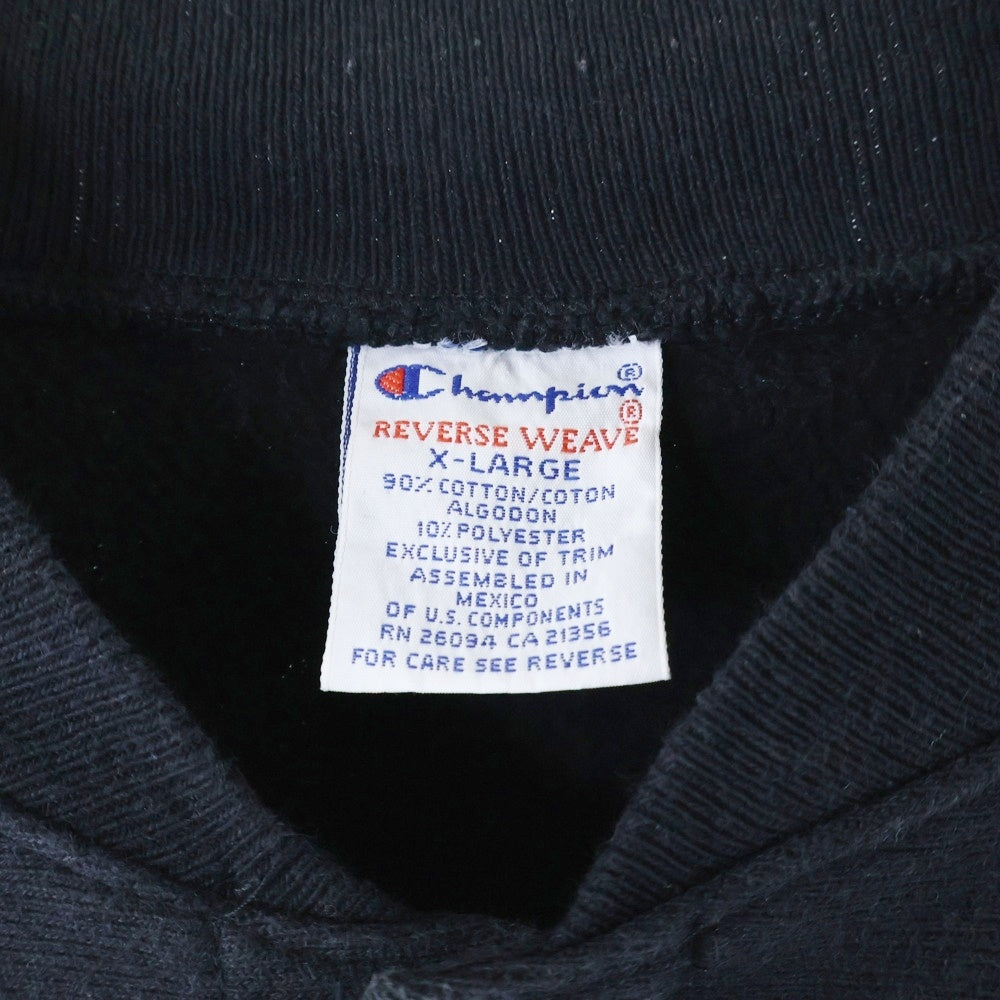 Champion®
REVERSE WEAVE®
X-LARGE
90% COTTON/COTON
ALGODON
10% POLYESTER
EXCLUSIVE OF TRIM
ASSEMBLED IN
MEXICO
OF U.S. COMPONENTS
RN 26094 CA 21356
FOR CARE SEE REVERSE